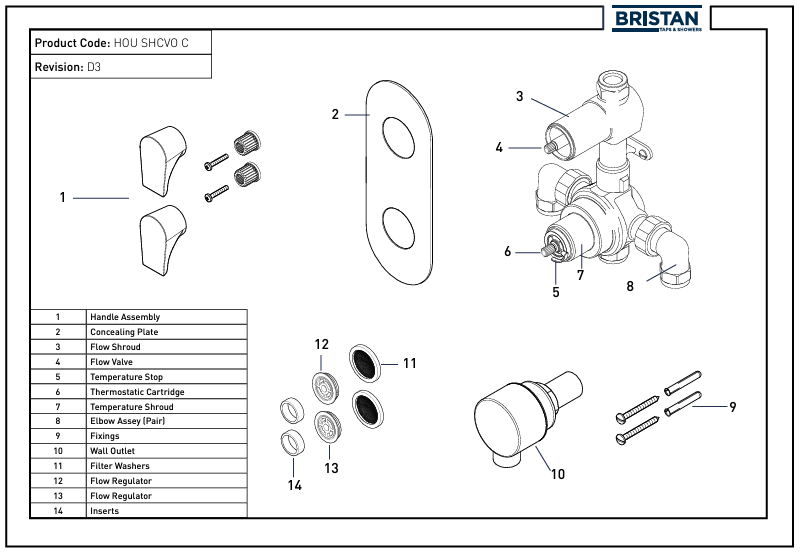 BRISTAN
TAPS & SHOWERS
Product Code: HOU SHCVO C
Revision: D3
1
2
3
4
5
6
7
8
9
10
11
12
13
14
1 Handle Assembly
2 Concealing Plate
3 Flow Shroud
4 Flow Valve
5 Temperature Stop
6 Thermostatic Cartridge
7 Temperature Shroud
8 Elbow Assey (Pair)
9 Fixings
10 Wall Outlet
11 Filter Washers
12 Flow Regulator
13 Flow Regulator
14 Inserts